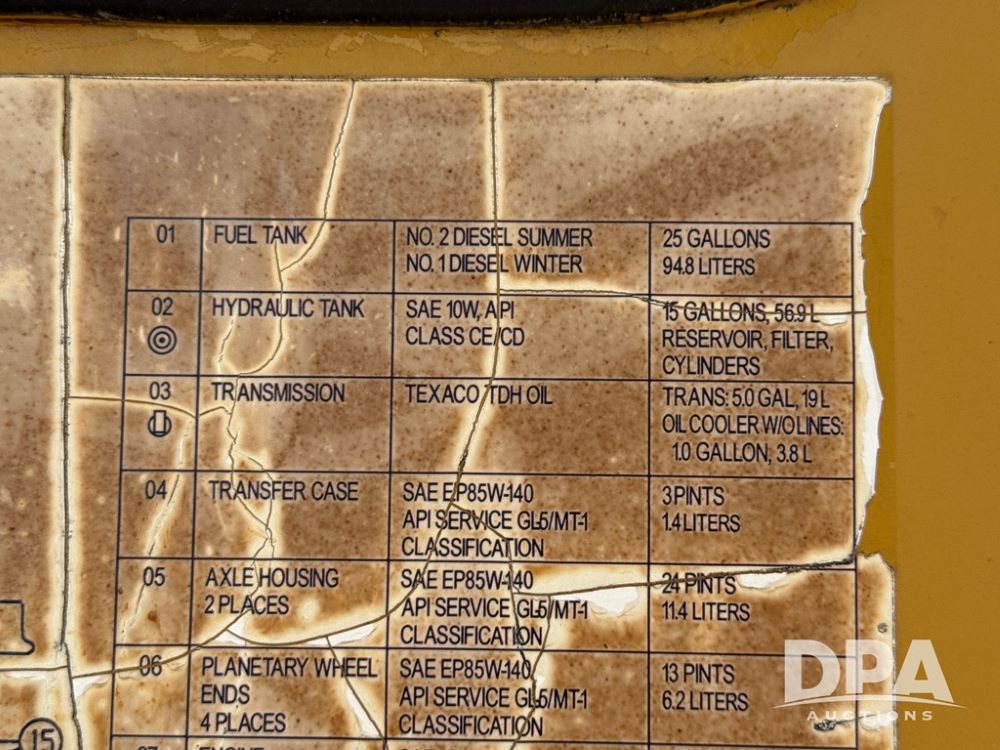 01 FUEL TANK NO. 2 DIESEL SUMMER 25 GALLONS
NO. 1 DIESEL WINTER 94.8 LITERS
02 HYDRAULIC TANK SAE 10W, API 15 GALLONS, 56.9 L
CLASS CE/CD RESERVOIR, FILTER,
CYLINDERS
03 TRANSMISSION TEXACO TDH OIL TRANS: 5.0 GAL, 19 L
OIL COOLER W/O LINES:
1.0 GALLON, 3.8 L
04 TRANSFER CASE SAE EP85W-140 3 PINTS
API SERVICE GL5/MT-1 1.4 LITERS
CLASSIFICATION
05 AXLE HOUSING SAE EP85W-140 24 PINTS
2 PLACES API SERVICE GL5/MT-1 11.4 LITERS
CLASSIFICATION
06 PLANETARY WHEEL SAE EP85W-140 13 PINTS
ENDS API SERVICE GL5/MT-1 6.2 LITERS
4 PLACES CLASSIFICATION
15
07 ENGINE
DPA
AUCTIONS